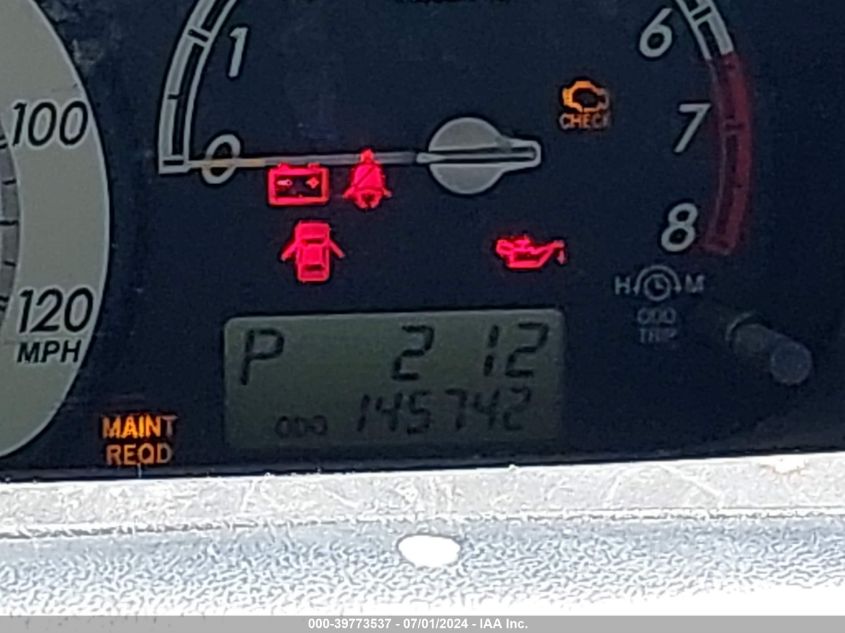 1
6
100
CHECK
7
0
8
120
MPH
H M
ODO
TRIP
P 2 12
ODO 145742
MAINT
REQD
000-39773537 - 07/01/2024 - IAA Inc.